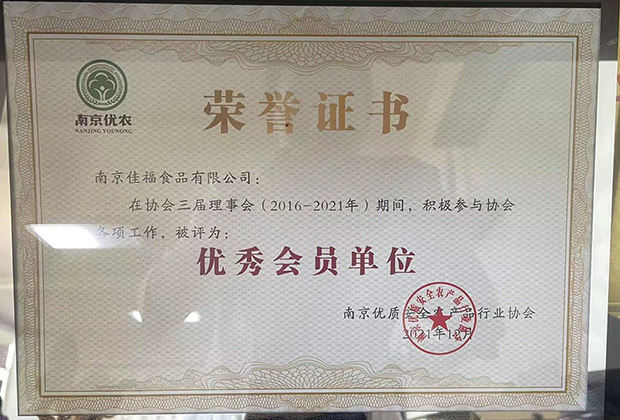 南京优农
NANJING YOUNONG
荣誉证书
南京佳福食品有限公司：
在协会三届理事会（2016-2021年）期间，积极参与协会
各项工作，被评为：
优秀会员单位
南京优质安全农产品行业协会
2021年12月